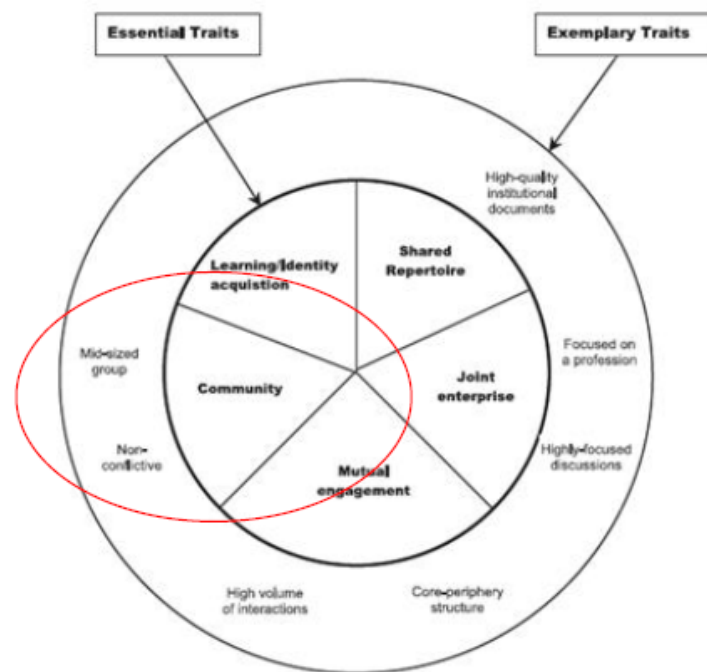 Essential Traits
Exemplary Traits
High-quality
institutional
documents
Learning/Identity
acquistion
Shared
Repertoire
Mid-sized
group
Focused on
a profession
Community
Joint
enterprise
Non-
conflictive
Highly-focused
discussions
Mutual
engagement
High volume
of interactions
Core-periphery
structure